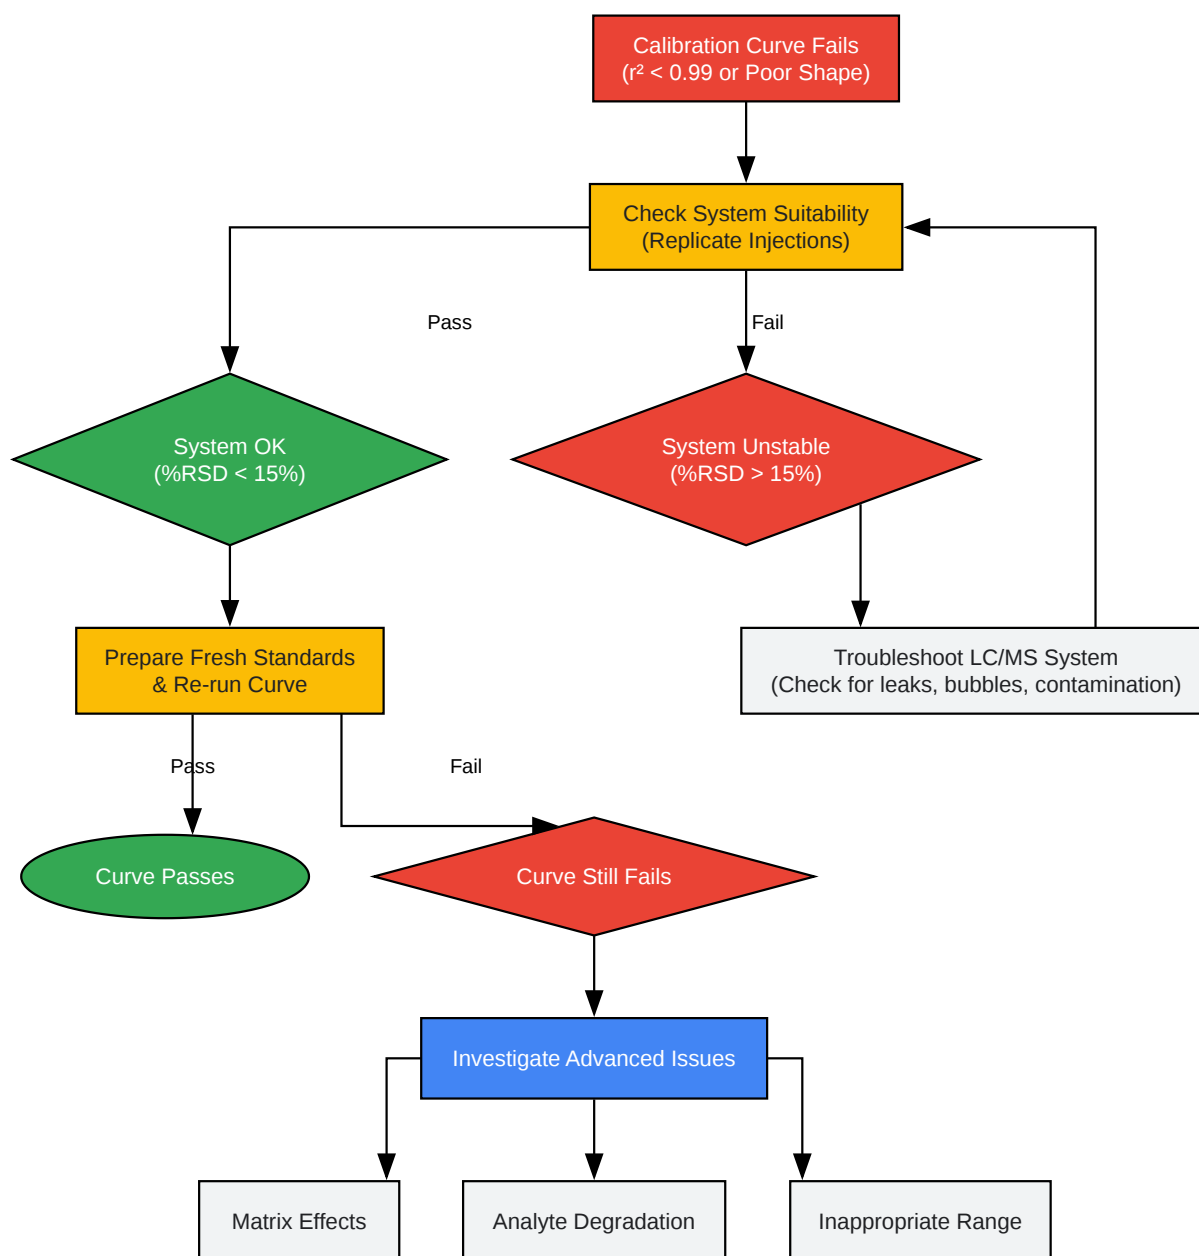 Calibration Curve Fails
(r² < 0.99 or Poor Shape)
Check System Suitability
(Replicate Injections)
Pass
Fail
System OK
(%RSD < 15%)
System Unstable
(%RSD > 15%)
Prepare Fresh Standards
& Re-run Curve
Troubleshoot LC/MS System
(Check for leaks, bubbles, contamination)
Pass
Fail
Curve Passes
Curve Still Fails
Investigate Advanced Issues
Matrix Effects
Analyte Degradation
Inappropriate Range